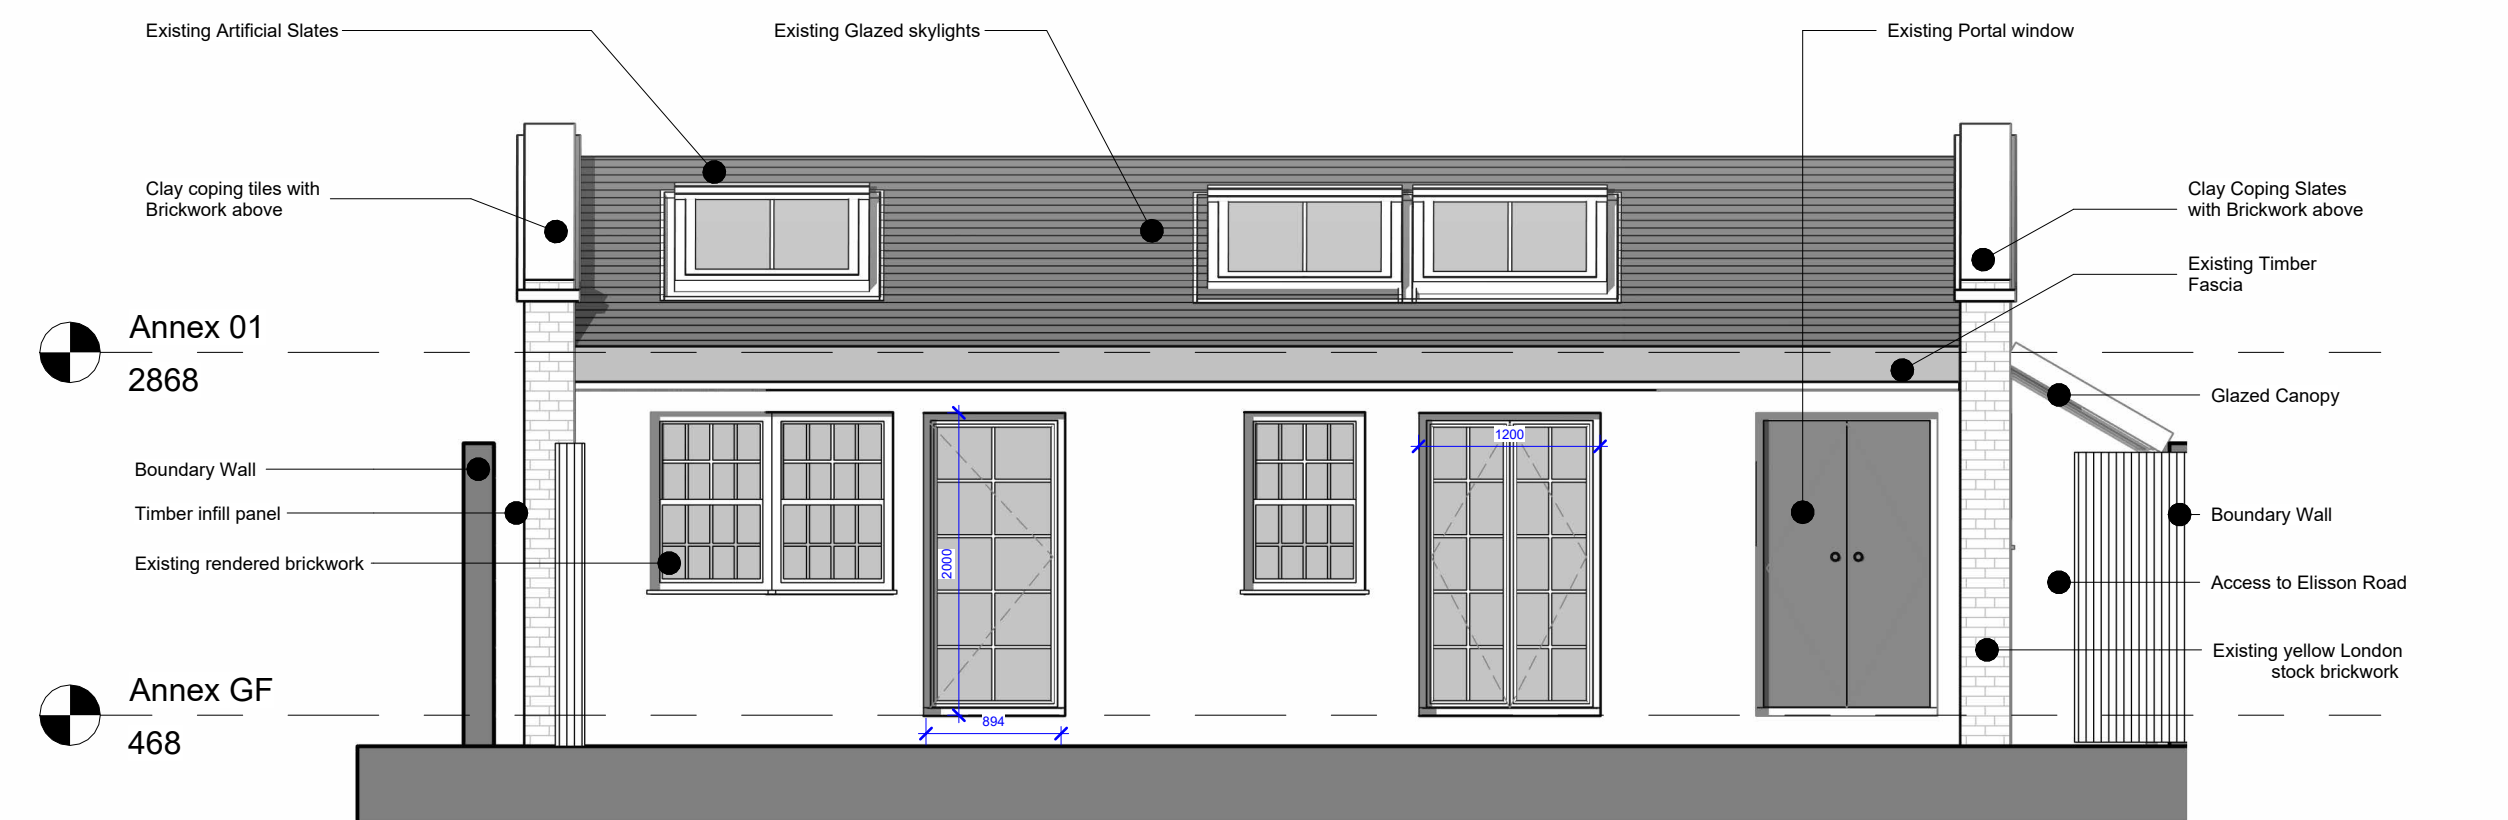 Existing Artificial Slates
Existing Glazed skylights
Existing Portal window
Clay coping tiles with
Brickwork above
Clay Coping Slates
with Brickwork above
Existing Timber
Fascia
Annex 01
2868
Glazed Canopy
1200
Boundary Wall
Timber infill panel
Boundary Wall
2000
Existing rendered brickwork
Access to Elisson Road
Existing yellow London
stock brickwork
Annex GF
468
894